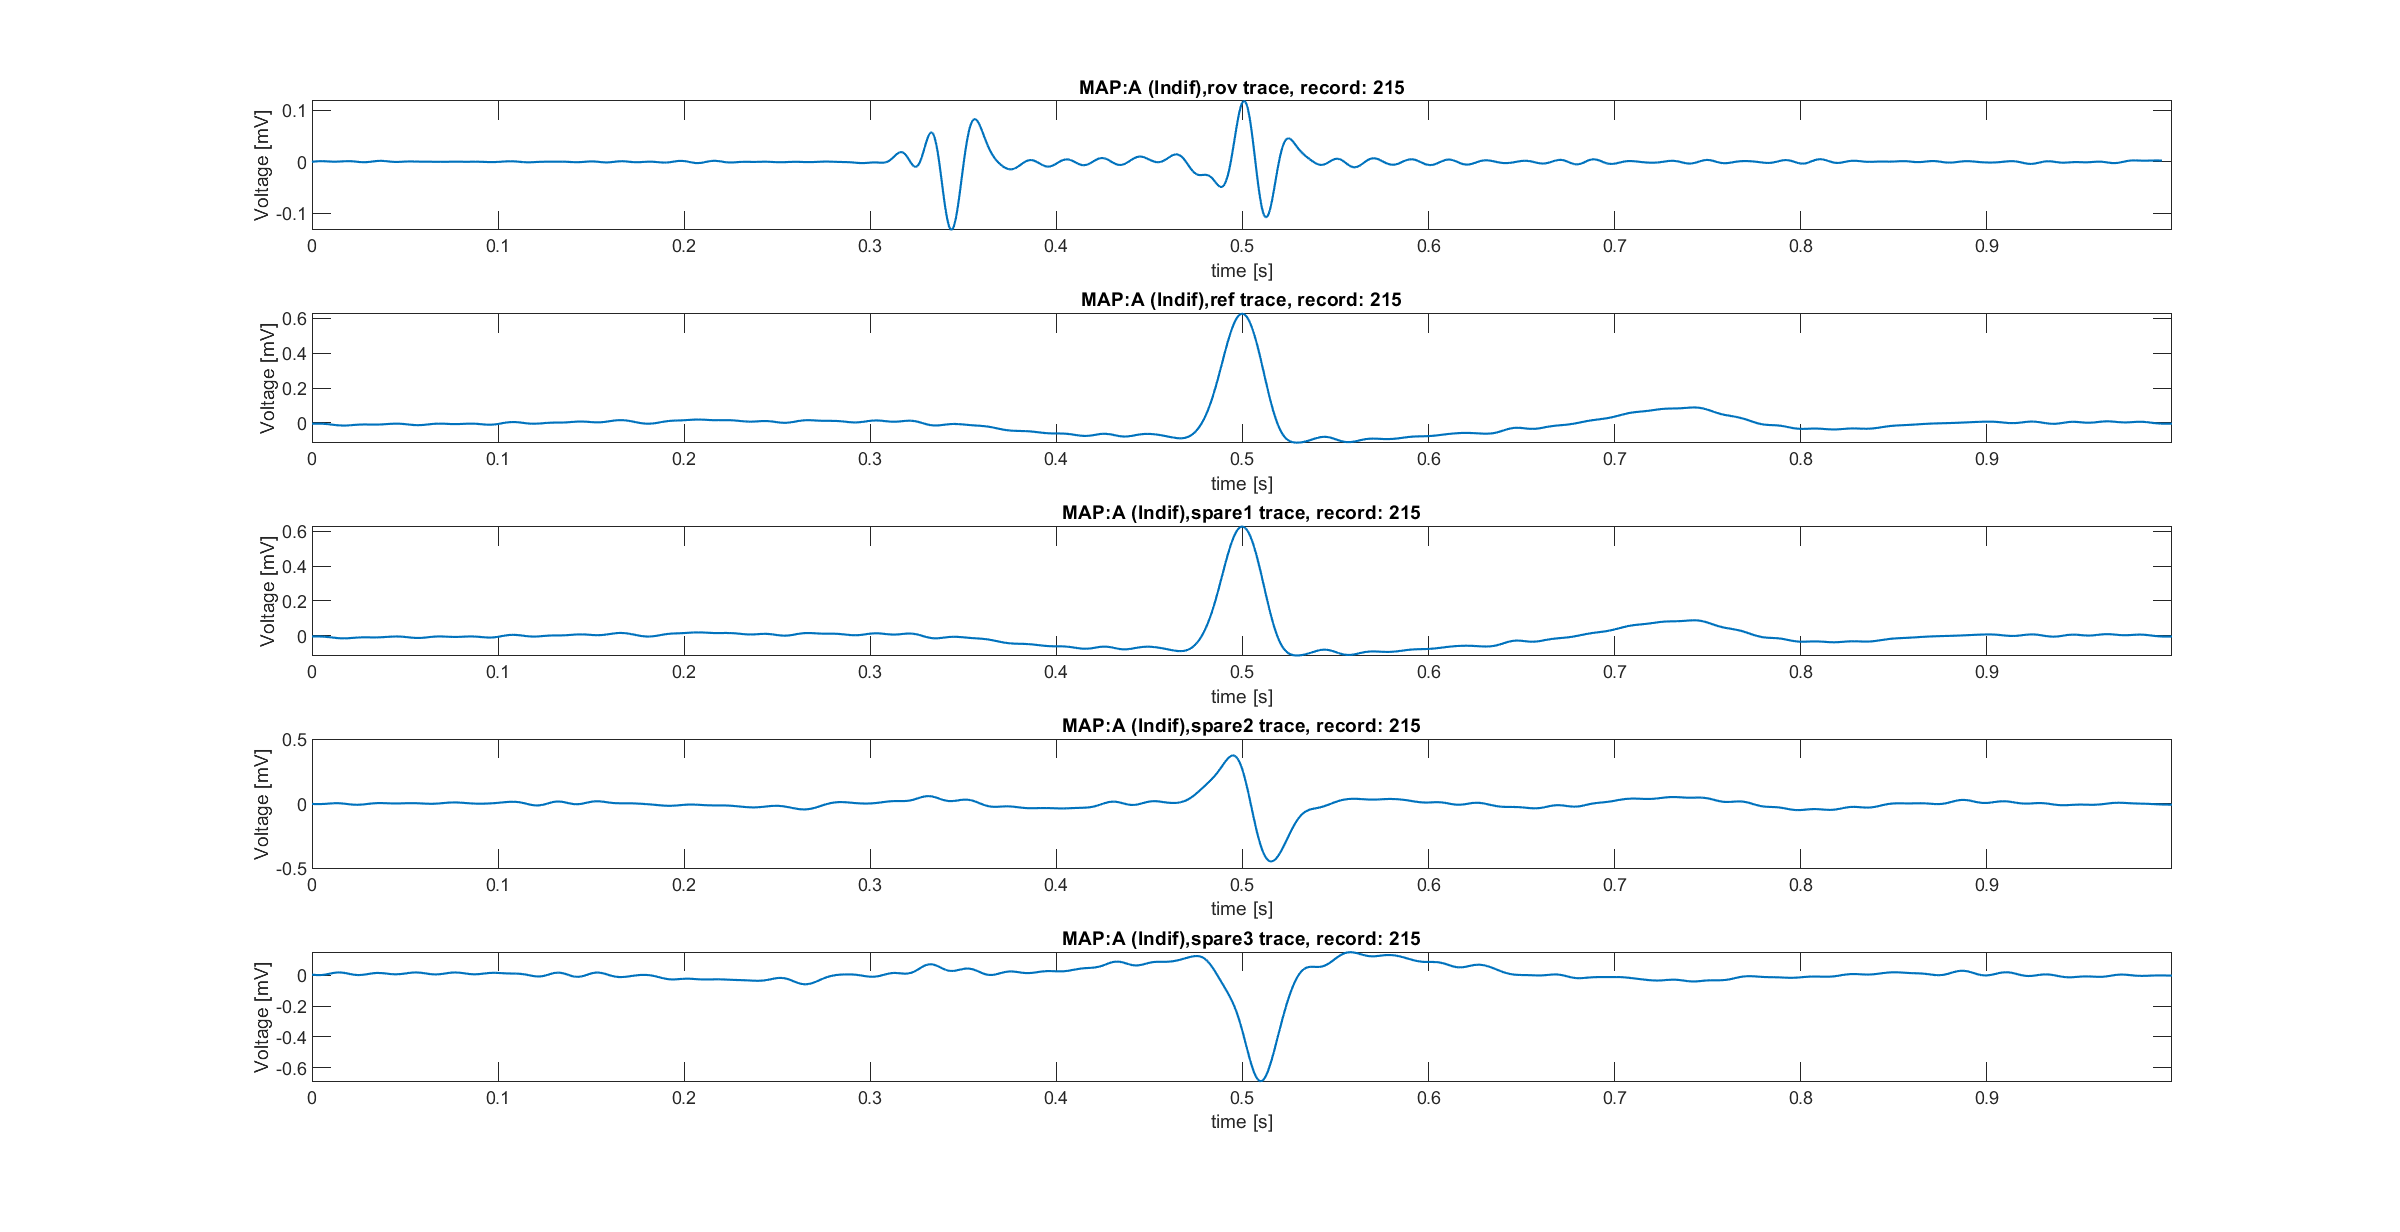 MAP:A (Indif),rov trace, record: 215
Voltage [mV]
0.1
0
-0.1
0 0.1 0.2 0.3 0.4 0.5 0.6 0.7 0.8 0.9
time [s]
MAP:A (Indif),ref trace, record: 215
Voltage [mV]
0.6
0.4
0.2
0
0 0.1 0.2 0.3 0.4 0.5 0.6 0.7 0.8 0.9
time [s]
MAP:A (Indif),spare1 trace, record: 215
Voltage [mV]
0.6
0.4
0.2
0
0 0.1 0.2 0.3 0.4 0.5 0.6 0.7 0.8 0.9
time [s]
MAP:A (Indif),spare2 trace, record: 215
Voltage [mV]
0.5
0
-0.5
0 0.1 0.2 0.3 0.4 0.5 0.6 0.7 0.8 0.9
time [s]
MAP:A (Indif),spare3 trace, record: 215
Voltage [mV]
0
-0.2
-0.4
-0.6
0 0.1 0.2 0.3 0.4 0.5 0.6 0.7 0.8 0.9
time [s]